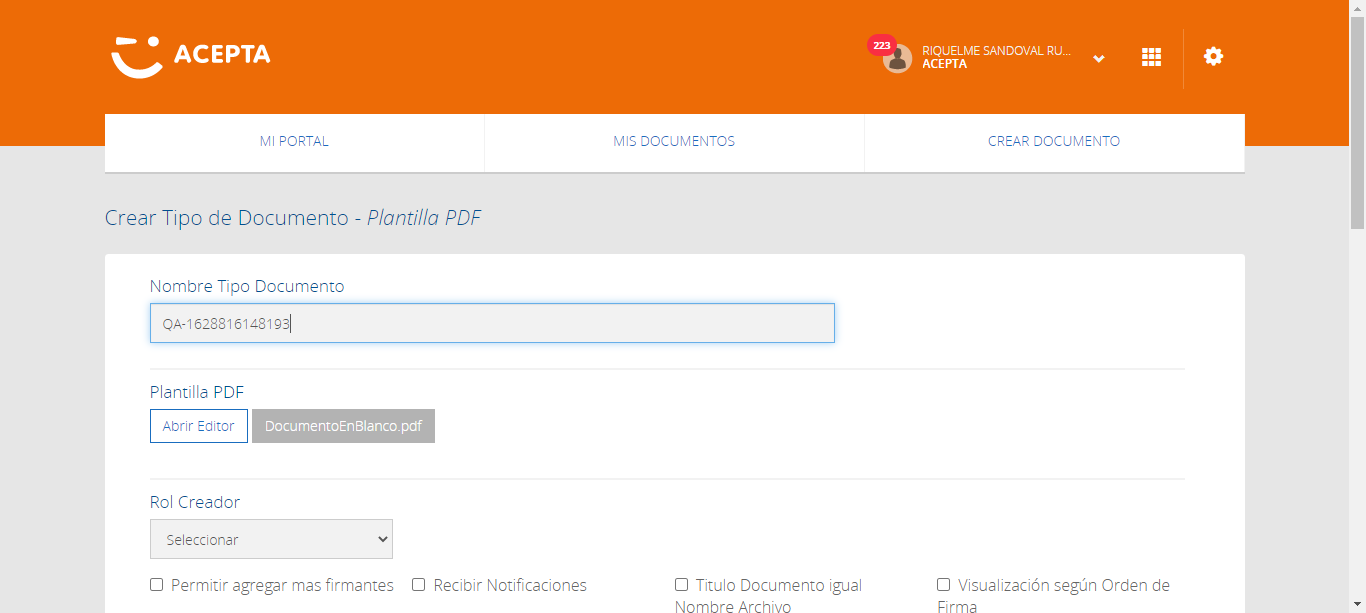 ACEPTA
223
RIQUELME SANDOVAL RU...
ACEPTA
MI PORTAL
MIS DOCUMENTOS
CREAR DOCUMENTO
Crear Tipo de Documento - Plantilla PDF
Nombre Tipo Documento
QA-1628816148193
Plantilla PDF
Abrir Editor
DocumentoEnBlanco.pdf
Rol Creador
Seleccionar
Permitir agregar mas firmantes
Recibir Notificaciones
Titulo Documento igual
Nombre Archivo
Visualización según Orden de
Firma